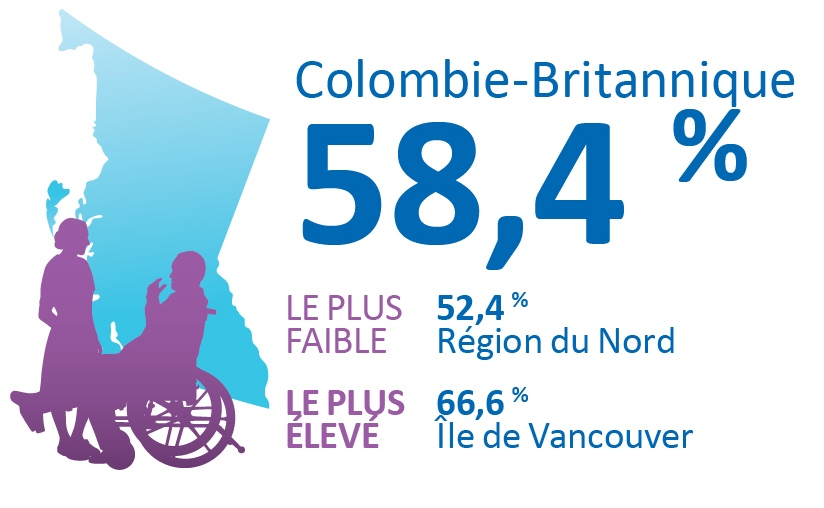 Colombie-Britannique
58,4 %
LE PLUS FAIBLE
52,4 %
Région du Nord
LE PLUS ÉLEVÉ
66,6 %
Île de Vancouver